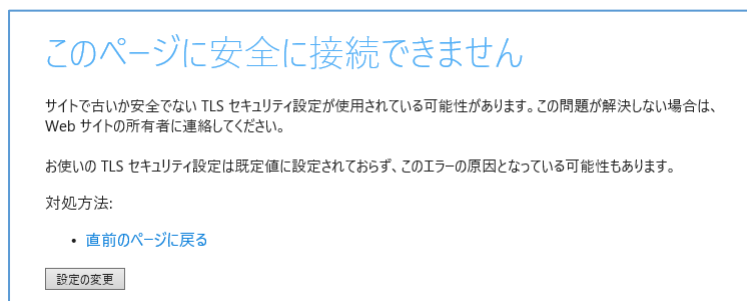 このページに安全に接続できません
サイトで古いか安全でない TLS セキュリティ設定が使用されている可能性があります。この問題が解決しない場合は、
Web サイトの所有者に連絡してください。
お使いの TLS セキュリティ設定は既定値に設定されておらず、このエラーの原因となっている可能性もあります。
対処方法:
• 直前のページに戻る
設定の変更